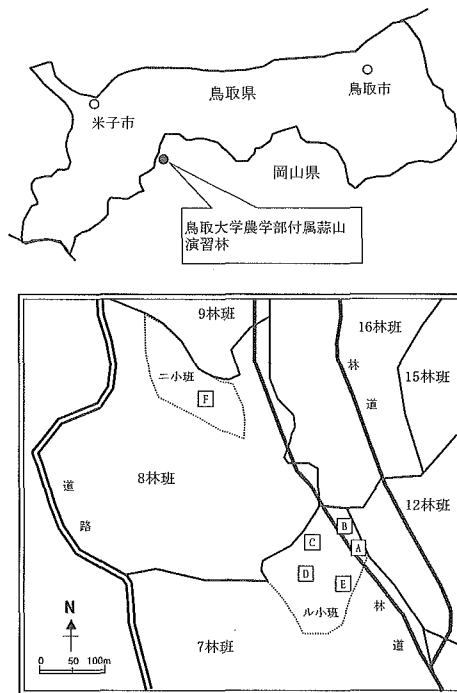 鳥取県
鳥取市
米子市
岡山県
鳥取大学農学部付属蒜山
演習林
9林班
16林班
林
道
15林班
ニ小班
F
8林班
道
路
12林班
B
C
A
D
E
N
ル小班
林
道
0 50 100m
7林班